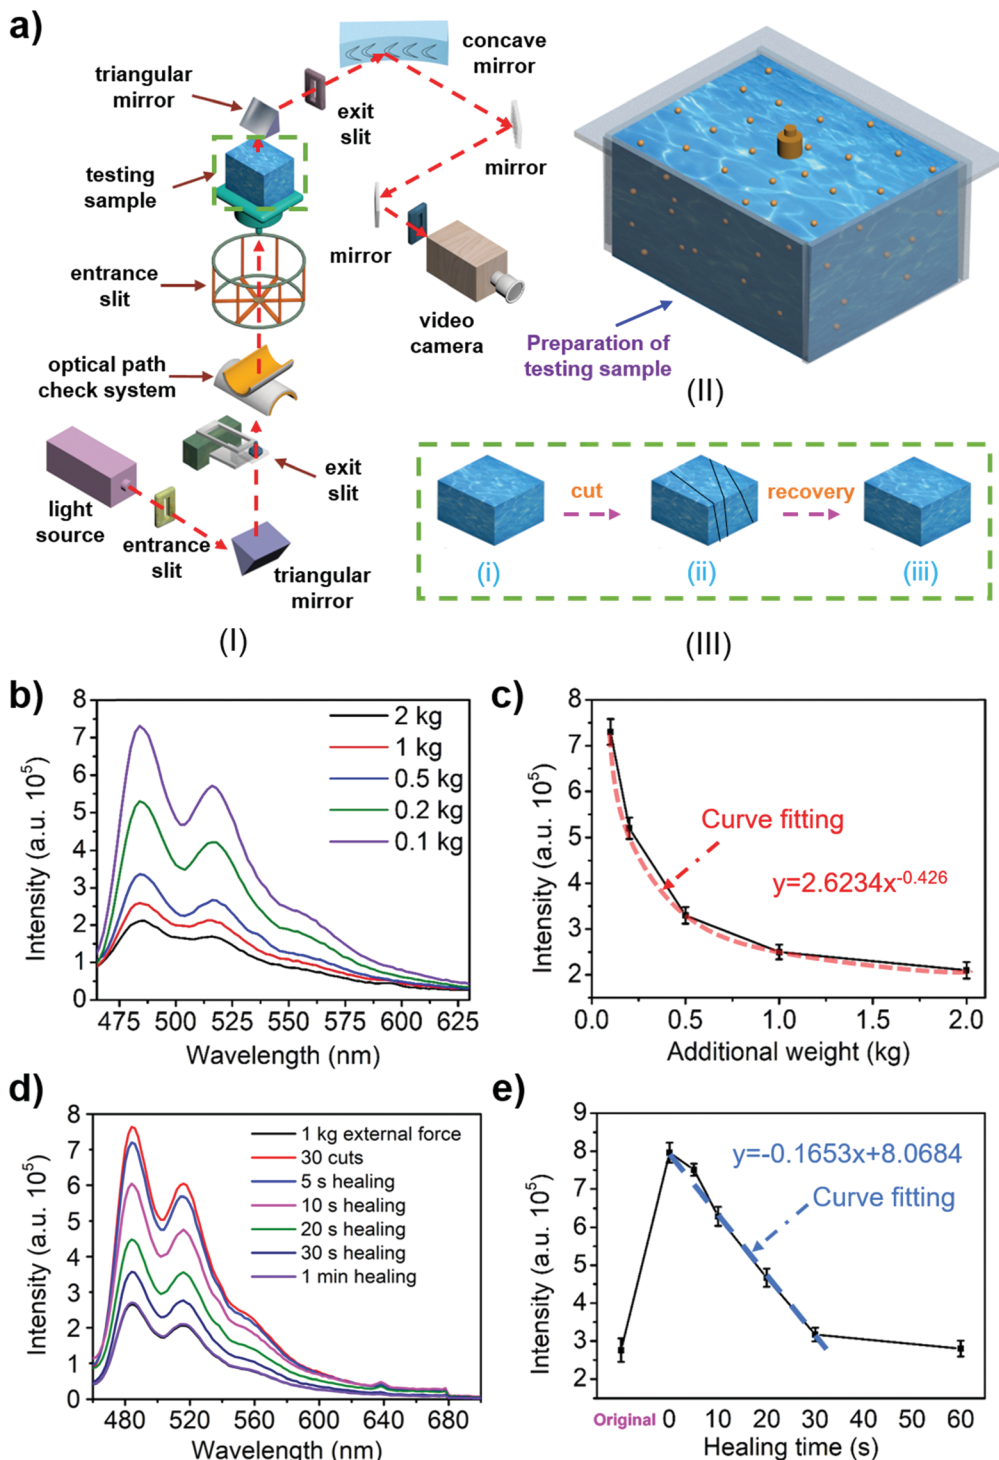 a)
concave
mirror
triangular
mirror
exit
slit
mirror
testing
sample
mirror
entrance
slit
video
camera
Preparation of
testing sample
(II)
optical path
check system
exit
slit
light
source
entrance
slit
triangular
mirror
(I)
cut
recovery
(i)
(ii)
(iii)
(III)
b)
8
7
6
5
4
3
2
1
0
Intensity (a.u. 10⁵)
2 kg
1 kg
0.5 kg
0.2 kg
0.1 kg
475 500 525 550 575 600 625
Wavelength (nm)
c)
8
7
5
4
3
2
Intensity (a.u. 10⁵)
Curve fitting
y=2.6234x⁻⁰·⁴²⁶
0.0 0.5 1.0 1.5 2.0
Additional weight (kg)
d)
8
7
6
5
4
3
2
1
0
Intensity (a.u. 10⁵)
1 kg external force
30 cuts
5 s healing
10 s healing
20 s healing
30 s healing
1 min healing
480 520 560 600 640 680
Wavelength (nm)
e)
9
8
7
6
5
4
3
2
Intensity (a.u. 10⁵)
y=-0.1653x+8.0684
Curve fitting
Original 0 10 20 30 40 50 60
Healing time (s)